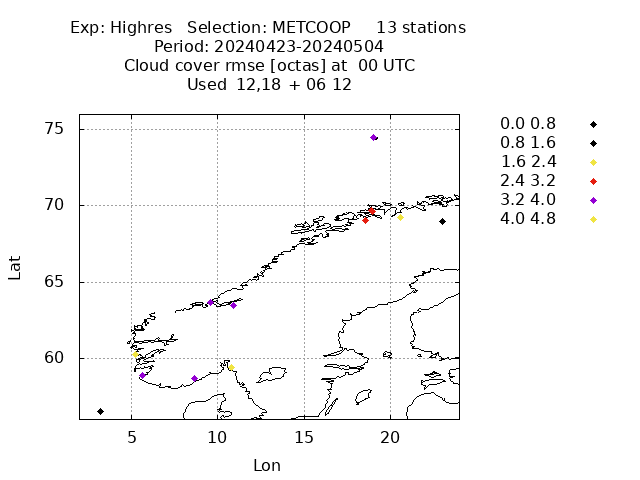 Exp: Highres   Selection: METCOOP     13 stations
Period: 20240423-20240504
Cloud cover rmse [octas] at  00 UTC
Used  12,18 + 06 12
0.0 0.8
0.8 1.6
1.6 2.4
2.4 3.2
3.2 4.0
4.0 4.8
75
70
65
60
Lat
5 10 15 20
Lon